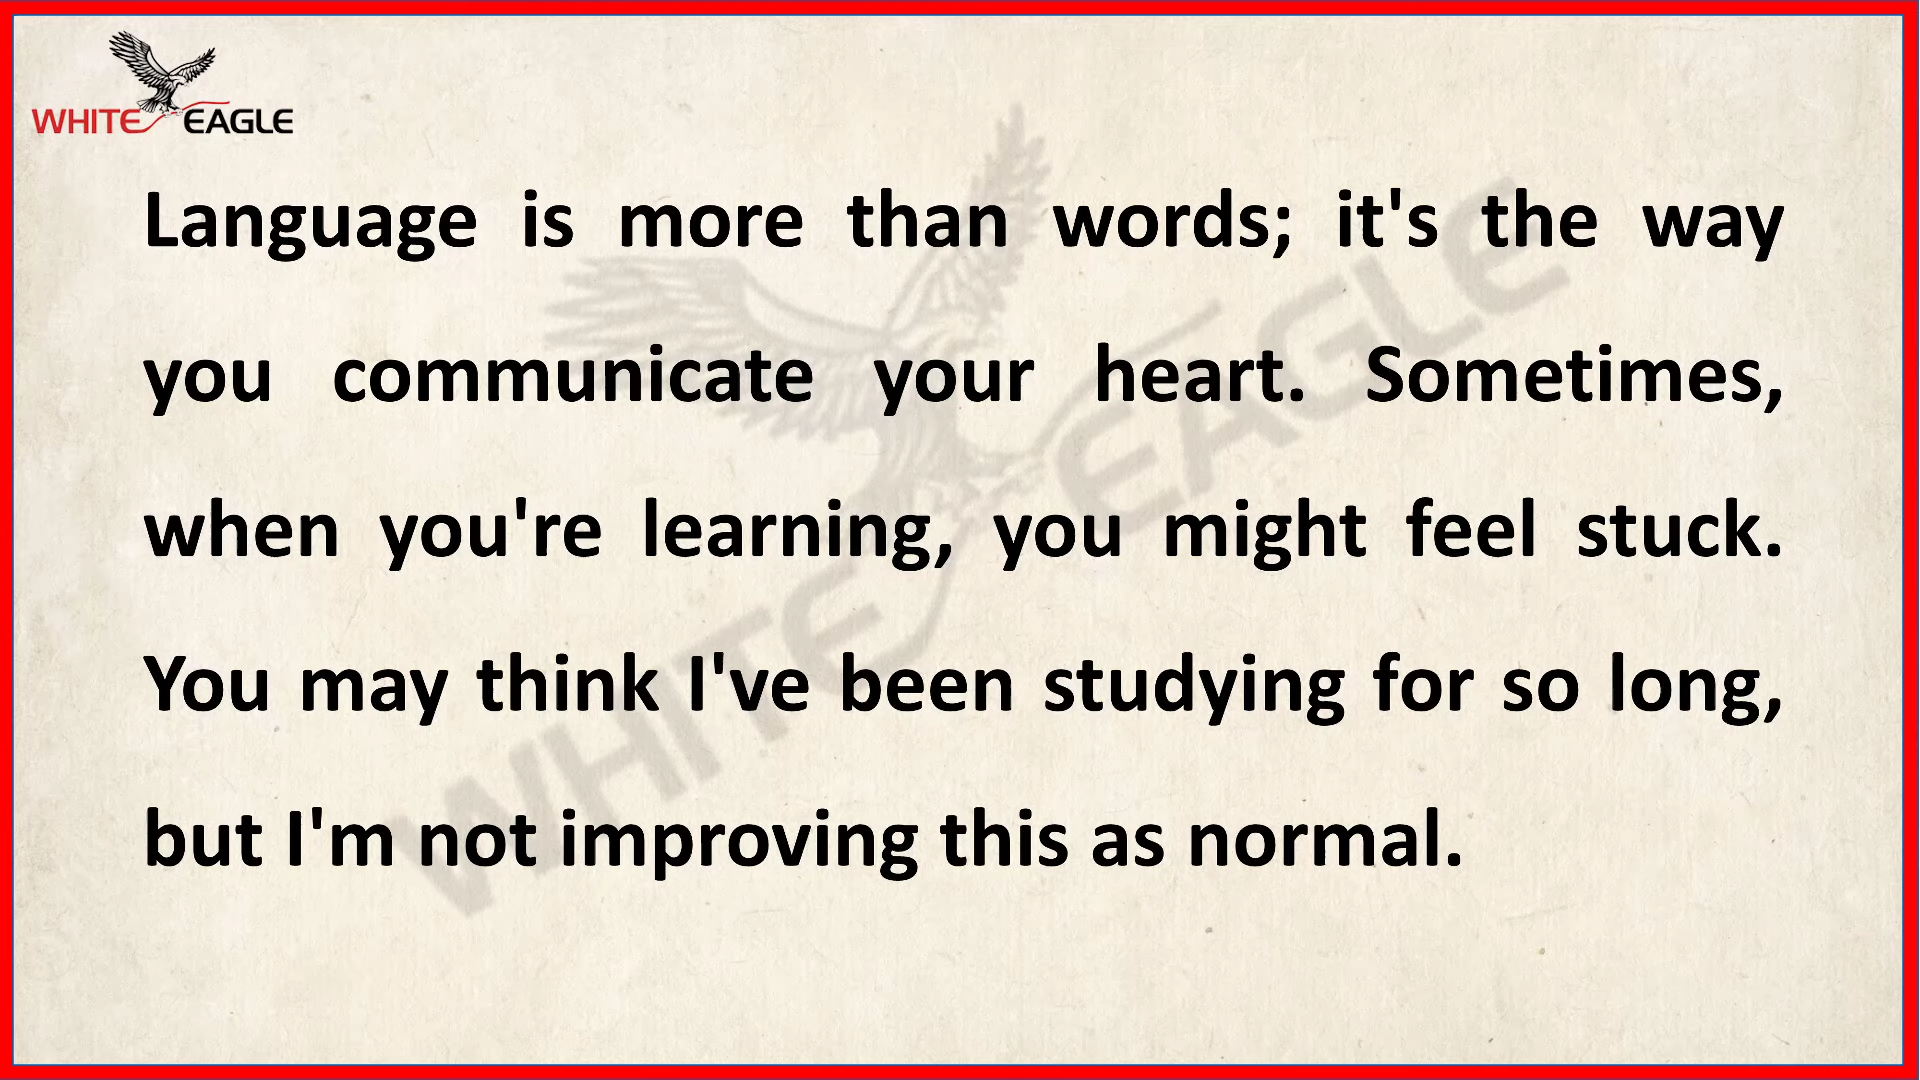 WHITE EAGLE
Language is more than words; it's the way
you communicate your heart. Sometimes,
when you're learning, you might feel stuck.
You may think I've been studying for so long,
but I'm not improving this as normal.
WHITE EAGLE